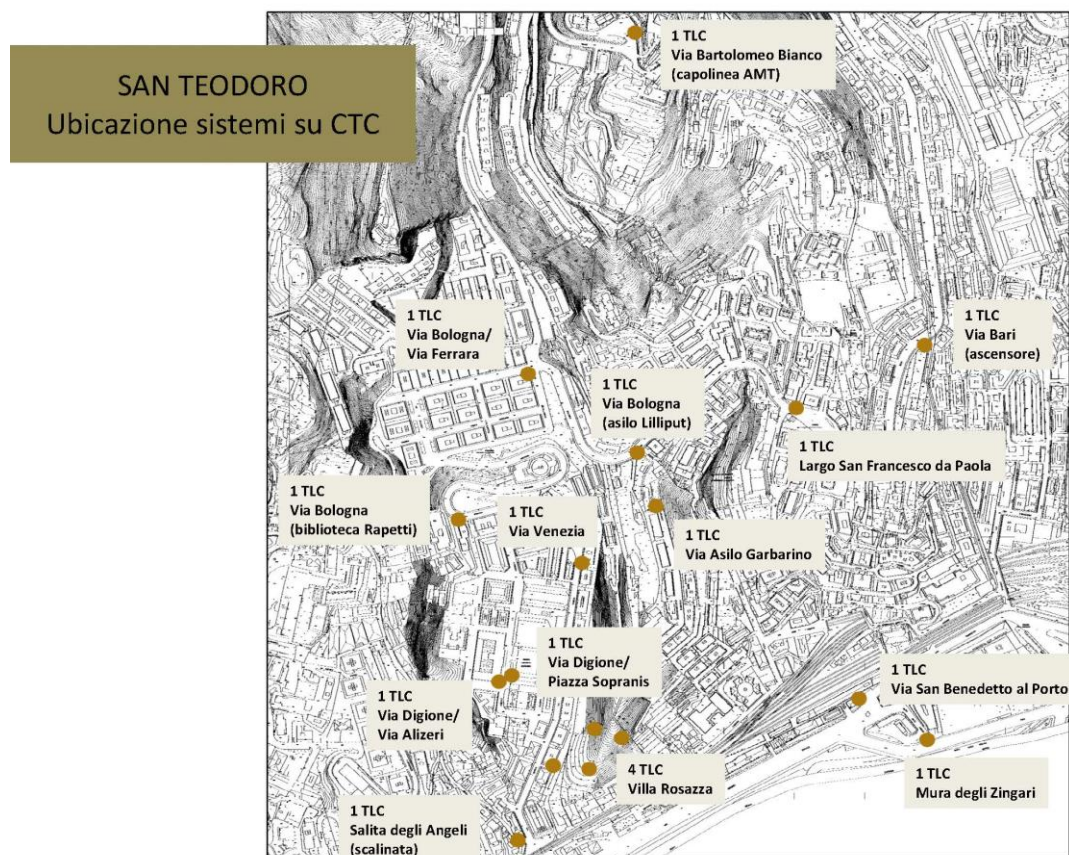 SAN TEODORO
Ubicazione sistemi su CTC
1 TLC
Via Bartolomeo Bianco
(capolinea AMT)
1 TLC
Via Bologna/
Via Ferrara
1 TLC
Via Bari
(ascensore)
1 TLC
Via Bologna
(asilo Lilliput)
1 TLC
Largo San Francesco da Paola
1 TLC
Via Bologna
(biblioteca Rapetti)
1 TLC
Via Venezia
1 TLC
Via Asilo Garbarino
1 TLC
Via Digione/
Piazza Sopranis
1 TLC
Via San Benedetto al Porto
1 TLC
Via Digione/
Via Alizeri
4 TLC
Villa Rosazza
1 TLC
Mura degli Zingari
1 TLC
Salita degli Angeli
(scalinata)